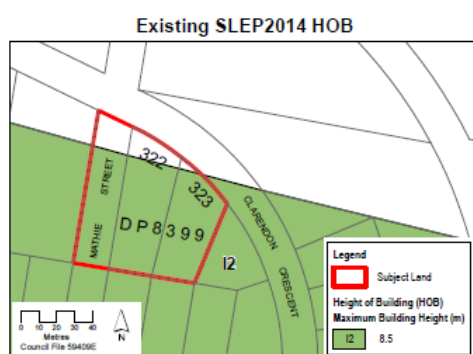 Existing SLEP2014 HOB
322
323
STREET
MATHIE
DP8399
CLARENDON
CRESCENT
I2
Legend
Subject Land
Height of Building (HOB)
Maximum Building Height (m)
I2 8.5
0 10 20 30 40
Metres
N
Council File 59409E